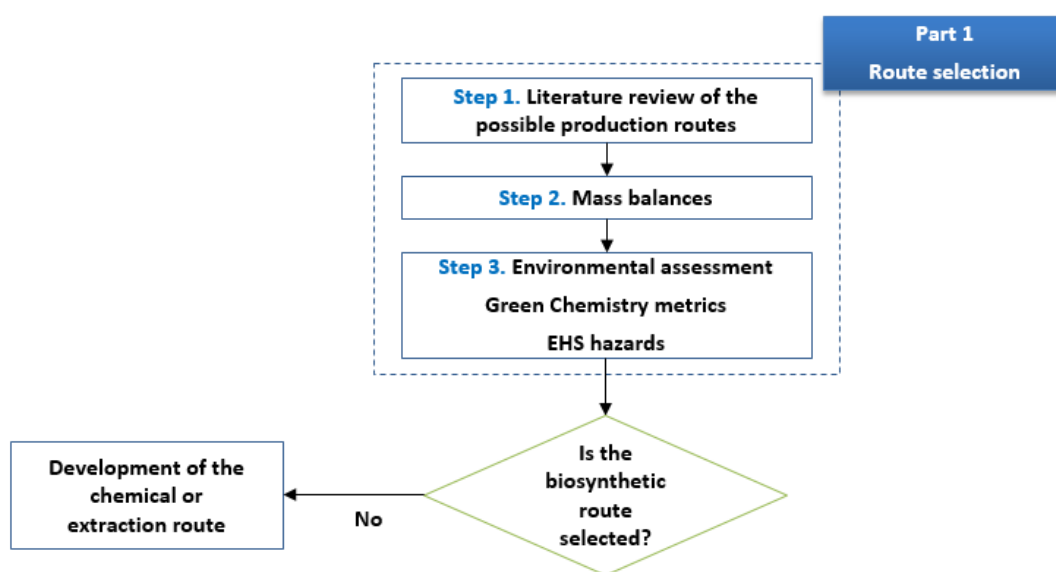 Part 1
Route selection
Step 1. Literature review of the
possible production routes
Step 2. Mass balances
Step 3. Environmental assessment
Green Chemistry metrics
EHS hazards
Is the
biosynthetic
route
selected?
No
Development of the
chemical or
extraction route